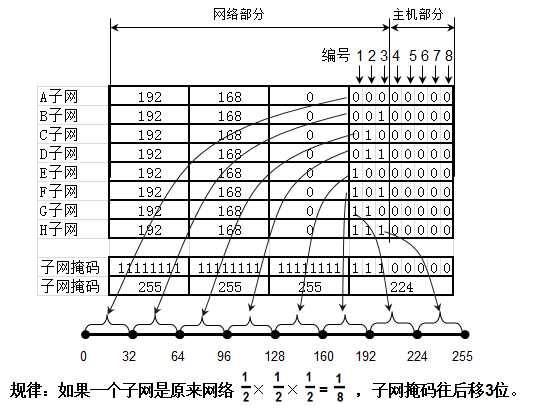 网络部分 主机部分
编号 1 2 3 4 5 6 7 8
A子网 192 168 0 0 0 0 0 0 0 0 0
B子网 192 168 0 0 0 1 0 0 0 0 0
C子网 192 168 0 0 1 0 0 0 0 0 0
D子网 192 168 0 0 1 1 0 0 0 0 0
E子网 192 168 0 1 0 0 0 0 0 0 0
F子网 192 168 0 1 0 1 0 0 0 0 0
G子网 192 168 0 1 1 0 0 0 0 0 0
H子网 192 168 0 1 1 1 0 0 0 0 0
子网掩码 11111111 11111111 11111111 1 1 1 0 0 0 0 0
子网掩码 255 255 255 224
0 32 64 96 128 160 192 224 255
规律：如果一个子网是原来网络 1/2 × 1/2 × 1/2 = 1/8 ，子网掩码往后移3位。